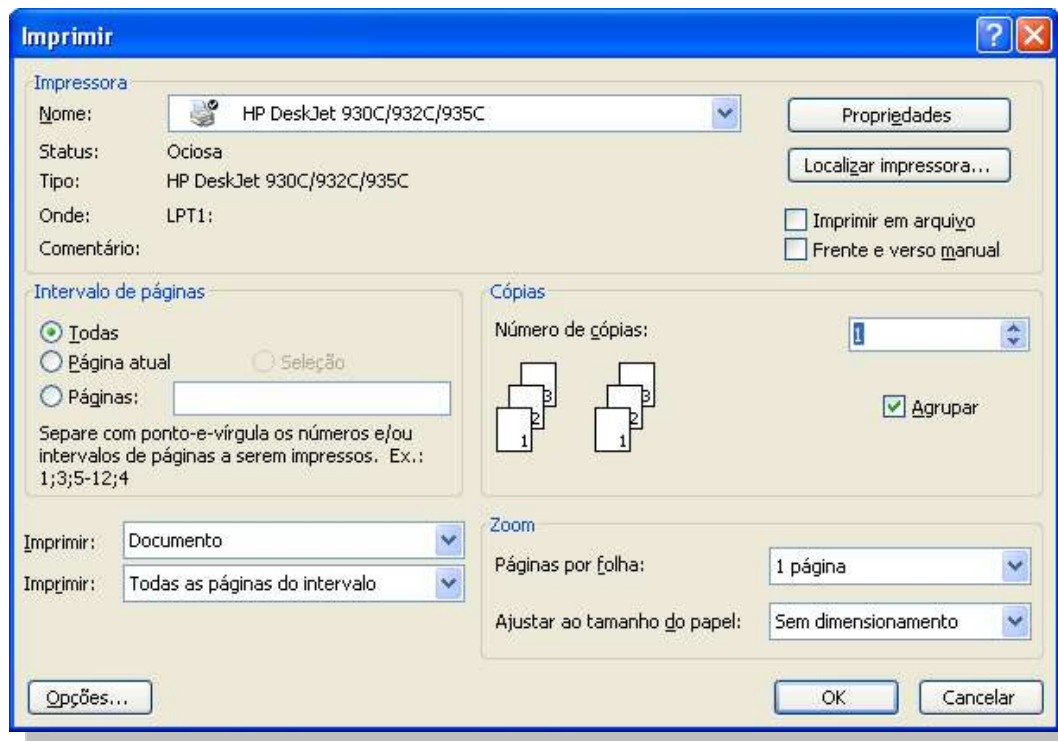 Imprimir
Impressora
Nome: HP DeskJet 930C/932C/935C Propriedades
Status: Ociosa
Localizar impressora...
Tipo: HP DeskJet 930C/932C/935C
Onde: LPT1: Imprimir em arquivo
Comentário: Frente e verso manual
Intervalo de páginas
Todas
Página atual Seleção
Páginas:
Separe com ponto-e-vírgula os números e/ou
intervalos de páginas a serem impressos. Ex.:
1;3;5-12;4
Cópias
Número de cópias: 1
3 3
2 2
1 1
Agrupar
Imprimir: Documento
Imprimir: Todas as páginas do intervalo
Zoom
Páginas por folha: 1 página
Ajustar ao tamanho do papel: Sem dimensionamento
Opções... OK Cancelar